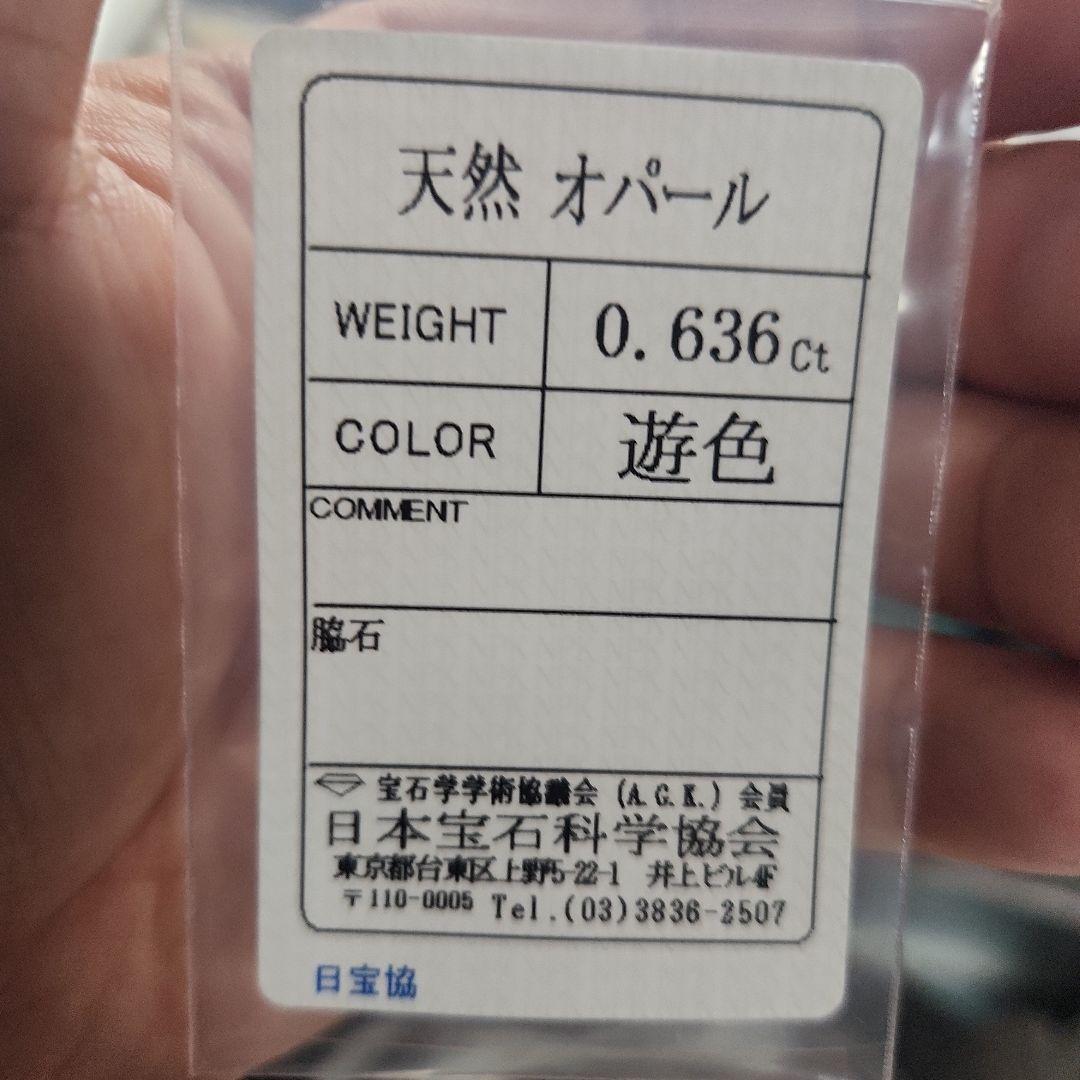 天然 オパール
WEIGHT 0.636ct
COLOR 遊色
COMMENT
脇石
宝石学学術協議会 (A.G.K.) 会員
日本宝石科学協会
東京都台東区上野5-22-1 井上ビル4F
〒110-0005 Tel.(03)3836-2507
日宝協